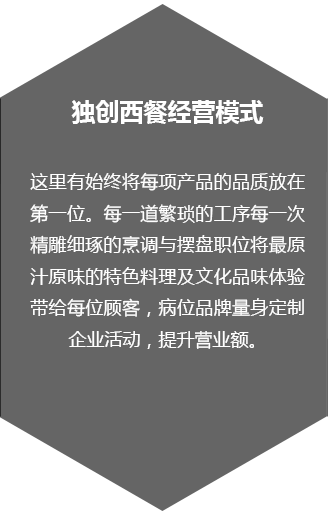 独创西餐经营模式
这里有始终将每项产品的品质放在
第一位。每一道繁琐的工序每一次
精雕细琢的烹调与摆盘职位将最原
汁原味的特色料理及文化品味体验
带给每位顾客，病位品牌量身定制
企业活动，提升营业额。